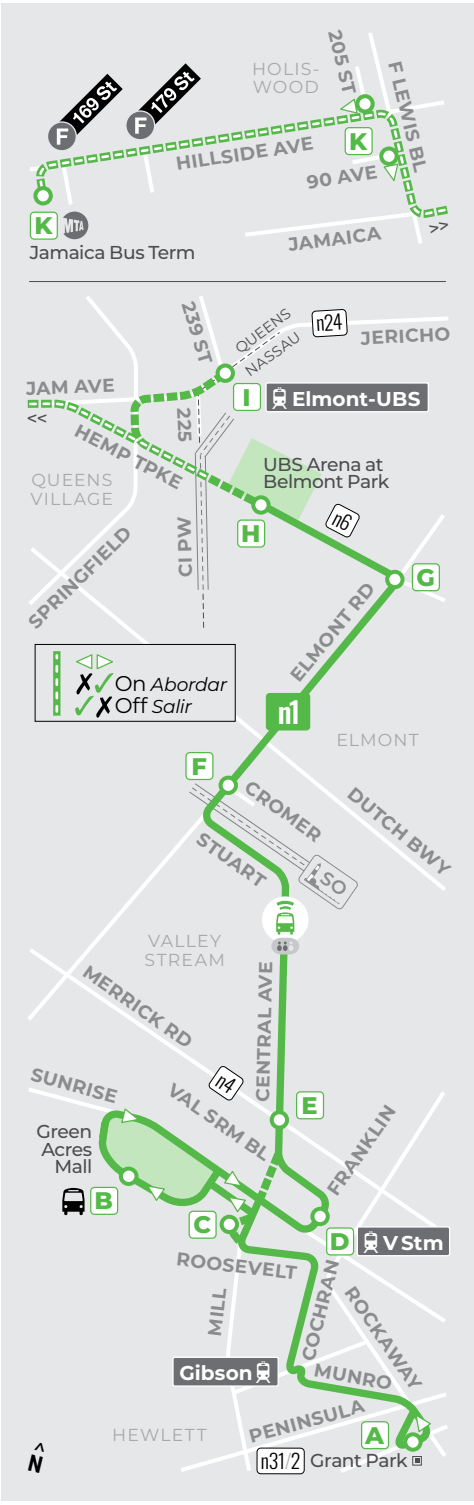 F 169 St
F 179 St
HOLIS-
WOOD
205 ST
F LEWIS BL
HILLSIDE AVE
K
90 AVE
K MTA
JAMAICA
>>
Jamaica Bus Term
239 ST
QUEENS
NASSAU
n24
JERICHO
JAM AVE
<<
225
I Elmont-UBS
HEMP TPKE
UBS Arena at
Belmont Park
QUEENS
VILLAGE
CI PW
H
n6
SPRINGFIELD
G
ELMONT RD
✗✓On Abordar
✓✗Off Salir
n1
ELMONT
F
CROMER
DUTCH BWY
STUART
SO
VALLEY
STREAM
MERRICK RD
CENTRAL AVE
n4
SUNRISE
VAL SRM BL
E
FRANKLIN
Green
Acres
Mall
B
C
D V Stm
ROOSEVELT
MILL
COCHRAN
ROCKAWAY
Gibson
MUNRO
PENINSULA
HEWLETT
A
N
n31/2 Grant Park